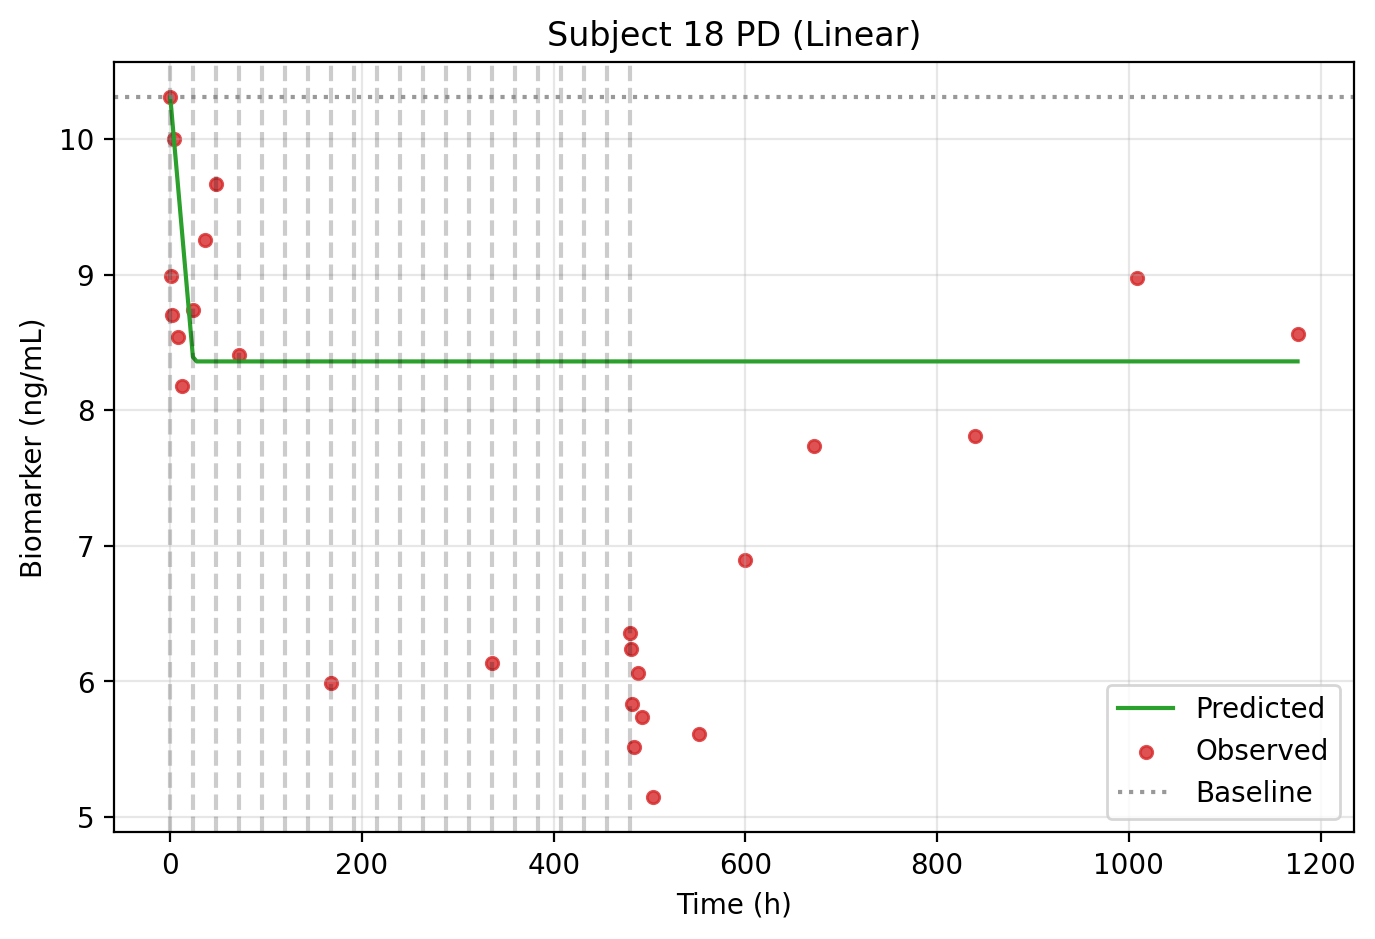 Subject 18 PD (Linear)
Biomarker (ng/mL)
10
9
8
7
6
5
0
200
400
600
800
1000
1200
Time (h)
Predicted
Observed
Baseline